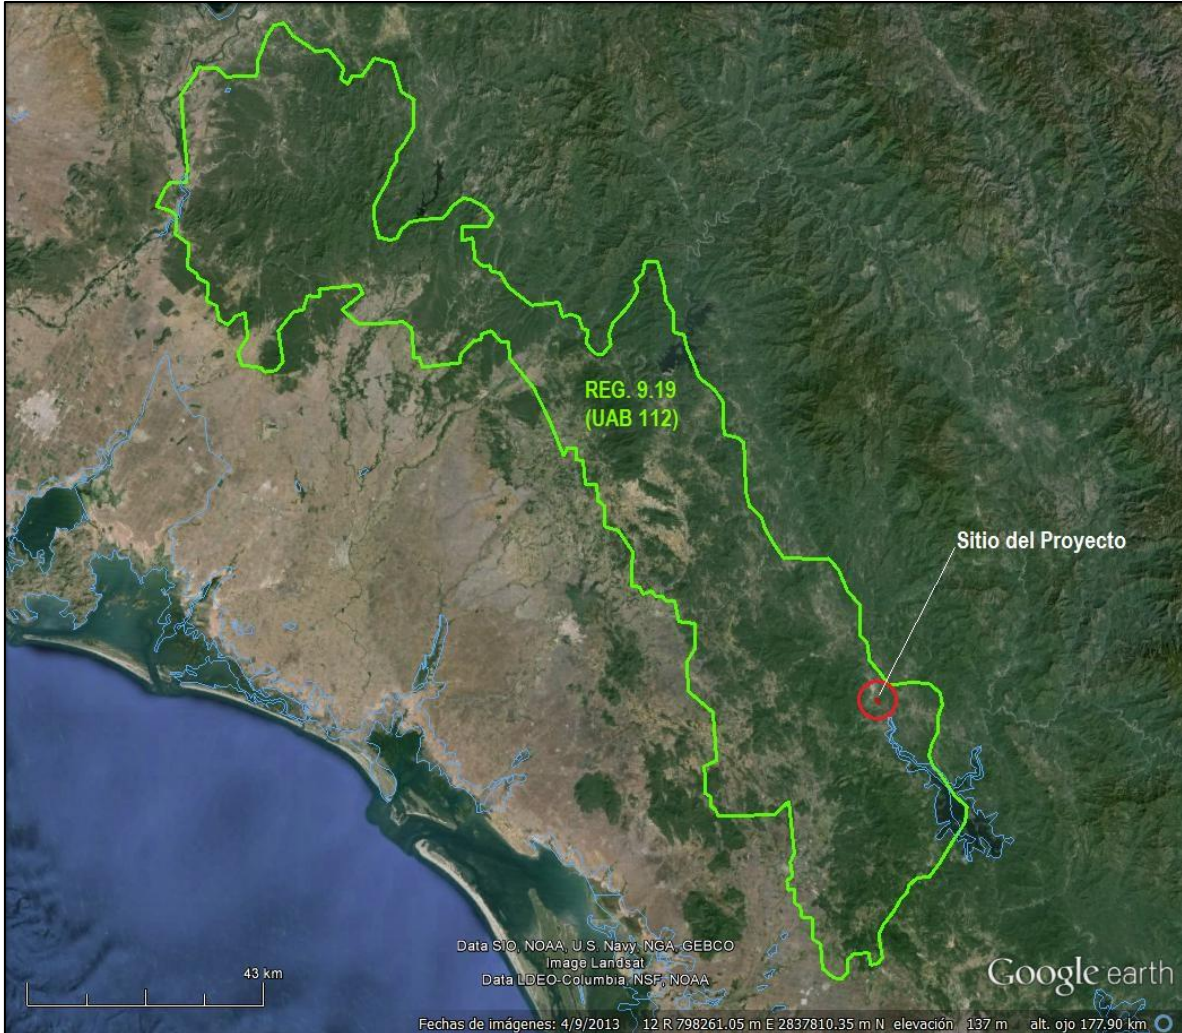 REG. 9.19
(UAB 112)
Sitio del Proyecto
Data SIO, NOAA, U.S. Navy, NGA, GEBCO
Image Landsat
Data LDEO-Columbia, NSF, NOAA
43 km
Google earth
Fechas de imágenes: 4/9/2013 12 R 798261.05 m E 2837810.35 m N elevación 137 m alt. ojo 177.90 km